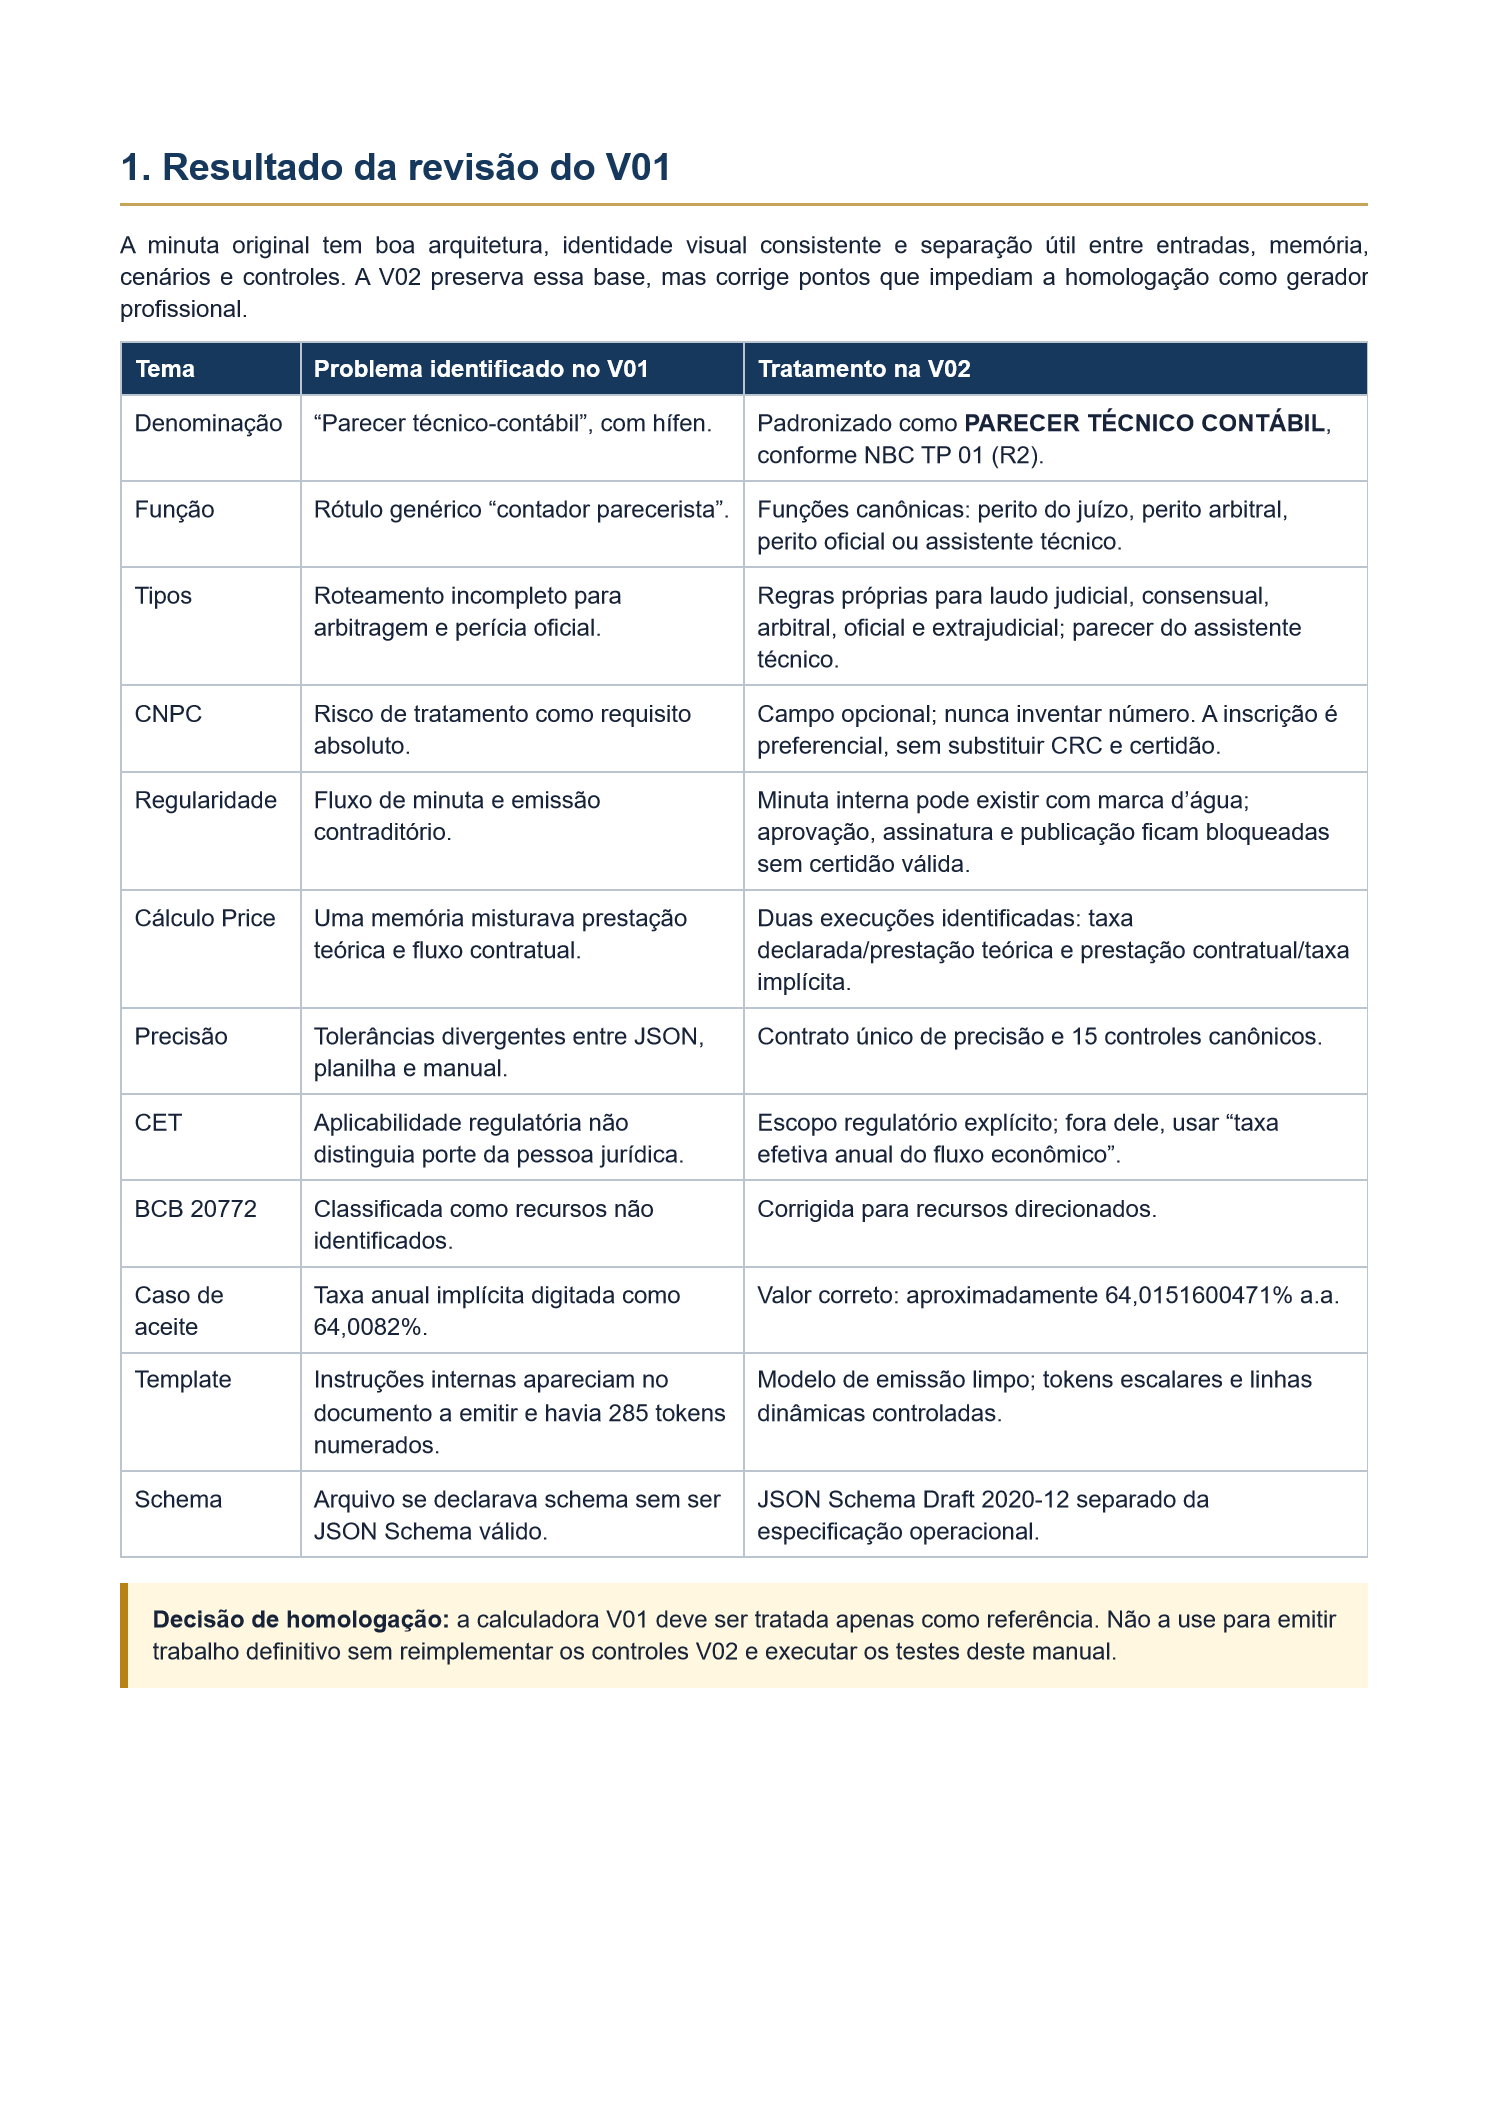 1. Resultado da revisão do V01
A minuta original tem boa arquitetura, identidade visual consistente e separação útil entre entradas, memória,
cenários e controles. A V02 preserva essa base, mas corrige pontos que impediam a homologação como gerador
profissional.
Tema
Problema identificado no V01
Tratamento na V02
Denominação
“Parecer técnico-contábil”, com hífen.
Padronizado como PARECER TÉCNICO CONTÁBIL,
conforme NBC TP 01 (R2).
Função
Rótulo genérico “contador parecerista”.
Funções canônicas: perito do juízo, perito arbitral,
perito oficial ou assistente técnico.
Tipos
Roteamento incompleto para
arbitragem e perícia oficial.
Regras próprias para laudo judicial, consensual,
arbitral, oficial e extrajudicial; parecer do assistente
técnico.
CNPC
Risco de tratamento como requisito
absoluto.
Campo opcional; nunca inventar número. A inscrição é
preferencial, sem substituir CRC e certidão.
Regularidade
Fluxo de minuta e emissão
contraditório.
Minuta interna pode existir com marca d’água;
aprovação, assinatura e publicação ficam bloqueadas
sem certidão válida.
Cálculo Price
Uma memória misturava prestação
teórica e fluxo contratual.
Duas execuções identificadas: taxa
declarada/prestação teórica e prestação contratual/taxa
implícita.
Precisão
Tolerâncias divergentes entre JSON,
planilha e manual.
Contrato único de precisão e 15 controles canônicos.
CET
Aplicabilidade regulatória não
distinguia porte da pessoa jurídica.
Escopo regulatório explícito; fora dele, usar “taxa
efetiva anual do fluxo econômico”.
BCB 20772
Classificada como recursos não
identificados.
Corrigida para recursos direcionados.
Caso de
aceite
Taxa anual implícita digitada como
64,0082%.
Valor correto: aproximadamente 64,0151600471% a.a.
Template
Instruções internas apareciam no
documento a emitir e havia 285 tokens
numerados.
Modelo de emissão limpo; tokens escalares e linhas
dinâmicas controladas.
Schema
Arquivo se declarava schema sem ser
JSON Schema válido.
JSON Schema Draft 2020-12 separado da
especificação operacional.
Decisão de homologação: a calculadora V01 deve ser tratada apenas como referência. Não a use para emitir
trabalho definitivo sem reimplementar os controles V02 e executar os testes deste manual.